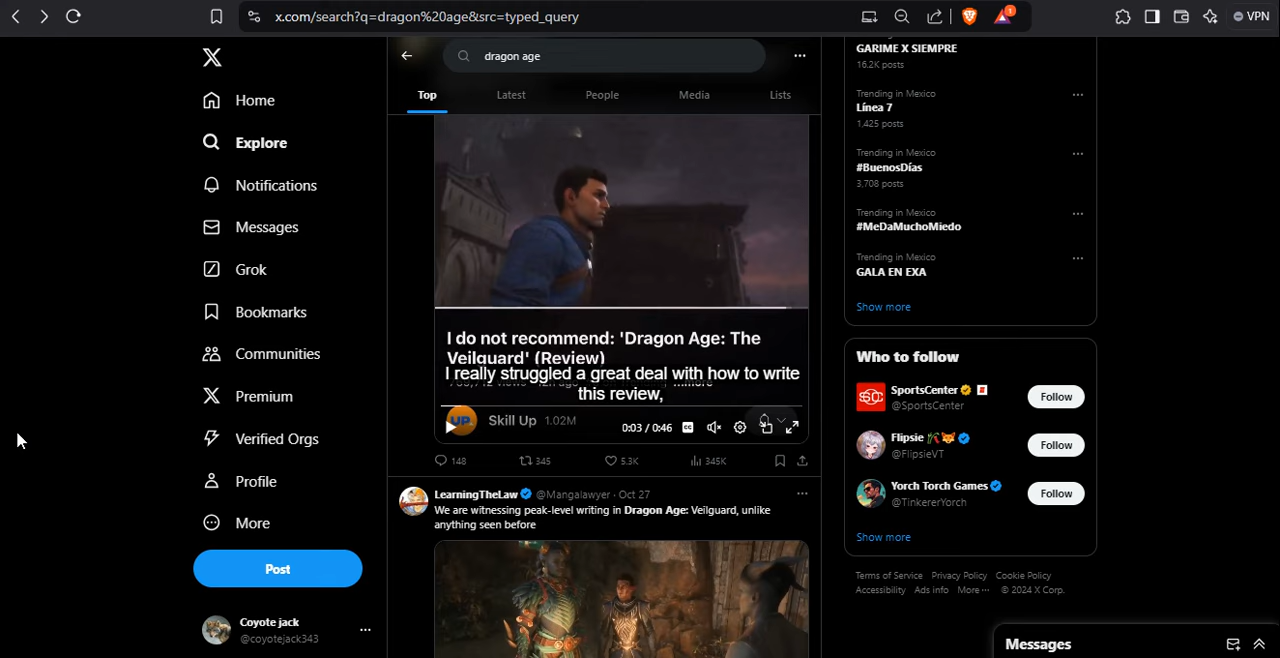 x.com/search?q=dragon%20age&src=typed_query
VPN
Home
Explore
Notifications
Messages
Grok
Bookmarks
Communities
Premium
Verified Orgs
Profile
More
Post
Coyote jack
@coyotejack343
dragon age
Top
Latest
People
Media
Lists
I do not recommend: 'Dragon Age: The
Veilguard' (Review)
I really struggled a great deal with how to write
this review,
UP.
Skill Up 1.02M
0:03 / 0:46
148
345
5.3K
345K
LearningTheLaw @Mangalawyer · Oct 27
We are witnessing peak-level writing in Dragon Age: Veilguard, unlike
anything seen before
GARIME X SIEMPRE
16.2K posts
Trending in Mexico
Línea 7
1,425 posts
Trending in Mexico
#BuenosDías
3,708 posts
Trending in Mexico
#MeDaMuchoMiedo
Trending in Mexico
GALA EN EXA
Show more
Who to follow
SportsCenter
@SportsCenter
Follow
Flipsie
@FlipsieVT
Follow
Yorch Torch Games
@TinkererYorch
Follow
Show more
Terms of Service Privacy Policy Cookie Policy
Accessibility Ads info More ··· © 2024 X Corp.
Messages